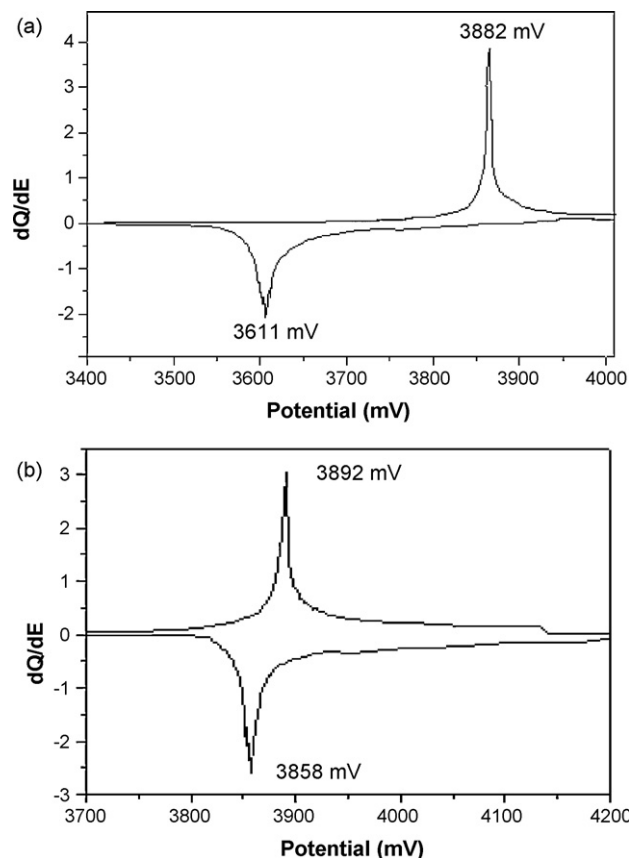 (a)
3882 mV
4
3
2
1
0
-1
-2
dQ/dE
3611 mV
3400 3500 3600 3700 3800 3900 4000
Potential (mV)
(b)
3892 mV
3
2
1
0
-1
-2
-3
dQ/dE
3858 mV
3700 3800 3900 4000 4100 4200
Potential (mV)